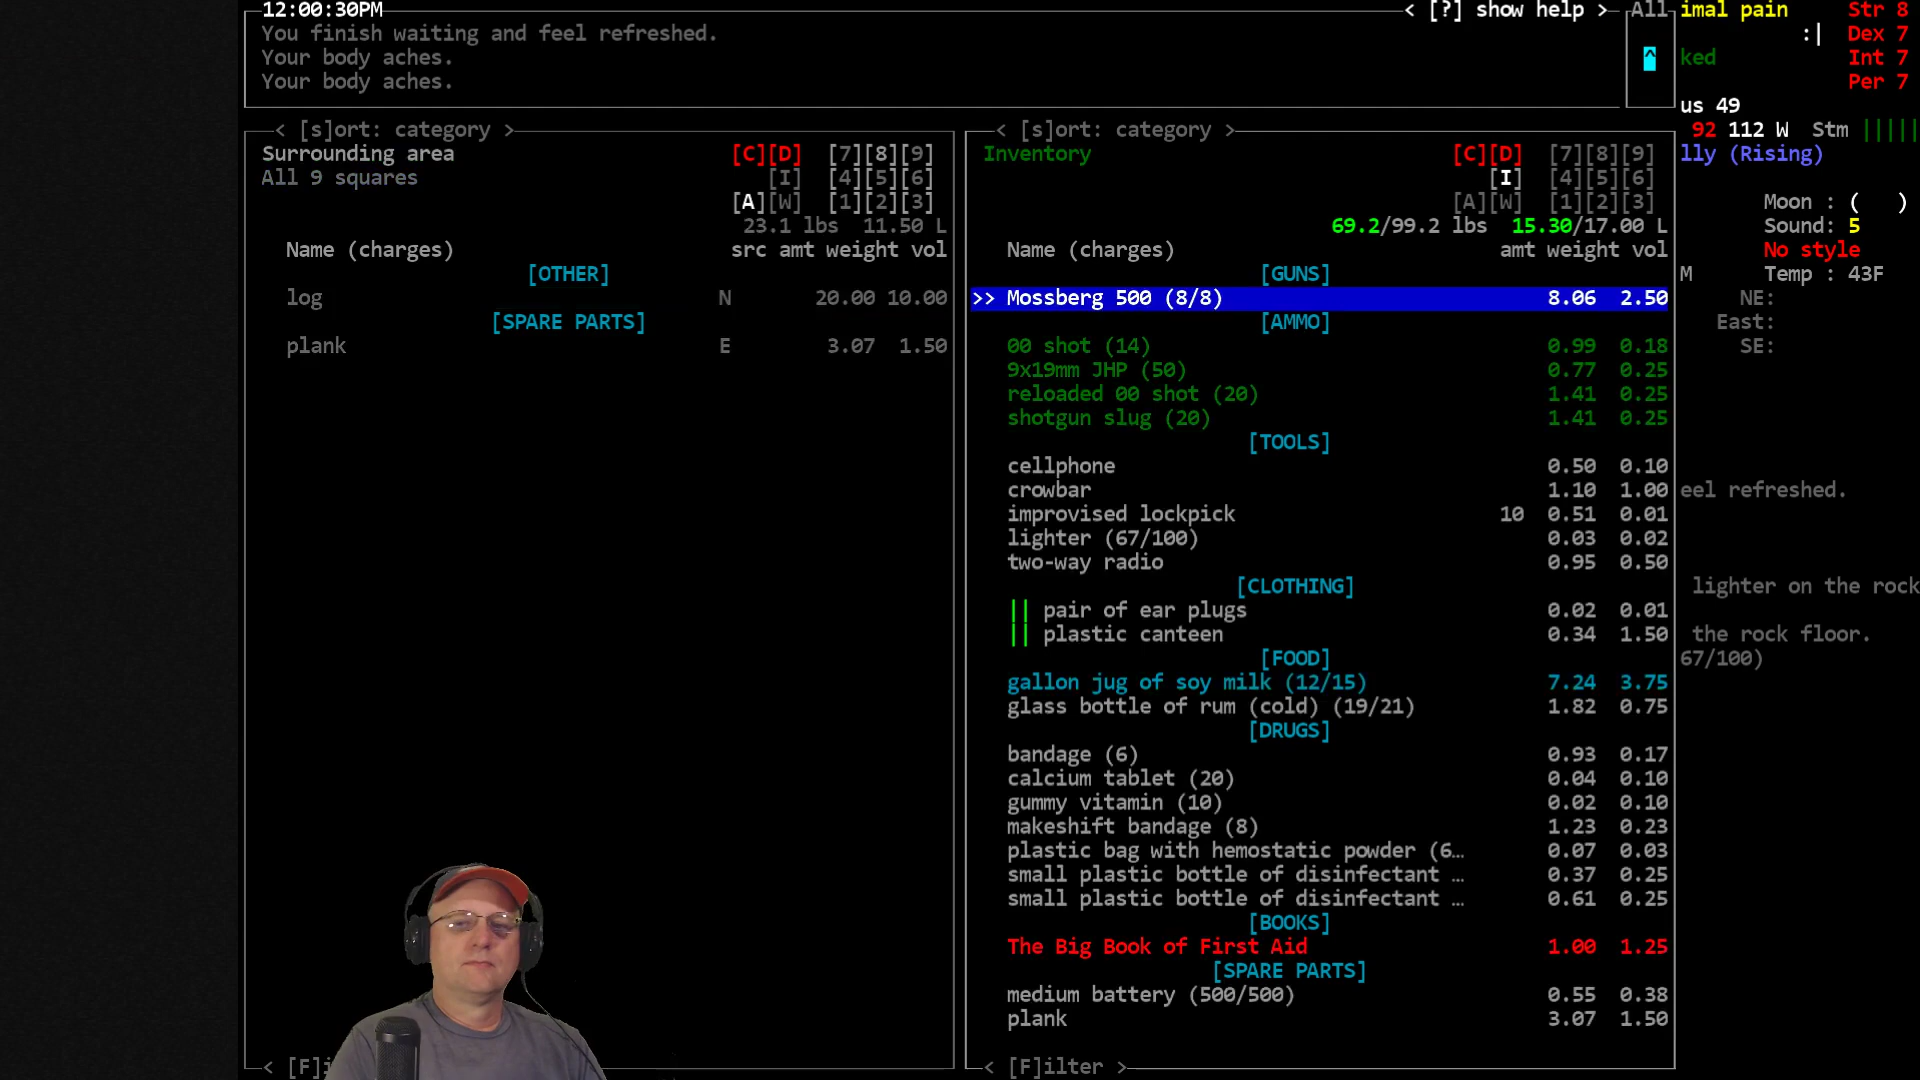 12:00:30PM
< [?] show help >
You finish waiting and feel refreshed.
Your body aches.
Your body aches.
All
^
imal pain
Str 8
:|
Dex 7
ked
Int 7
Per 7
us 49
92 112 W Stm |||||
lly (Rising)
Moon : ( )
Sound: 5
No style
M Temp : 43F
NE:
East:
SE:
eel refreshed.
lighter on the rock
the rock floor.
67/100)
< [s]ort: category >
Surrounding area [C][D] [7][8][9]
All 9 squares [I] [4][5][6]
[A][W] [1][2][3]
23.1 lbs 11.50 L
Name (charges) src amt weight vol
[OTHER]
log N 20.00 10.00
[SPARE PARTS]
plank E 3.07 1.50
< [F]i
< [s]ort: category >
Inventory [C][D] [7][8][9]
[I] [4][5][6]
[A][W] [1][2][3]
69.2/99.2 lbs 15.30/17.00 L
Name (charges) amt weight vol
[GUNS]
>> Mossberg 500 (8/8) 8.06 2.50
[AMMO]
00 shot (14) 0.99 0.18
9x19mm JHP (50) 0.77 0.25
reloaded 00 shot (20) 1.41 0.25
shotgun slug (20) 1.41 0.25
[TOOLS]
cellphone 0.50 0.10
crowbar 1.10 1.00
improvised lockpick 10 0.51 0.01
lighter (67/100) 0.03 0.02
two-way radio 0.95 0.50
[CLOTHING]
|| pair of ear plugs 0.02 0.01
|| plastic canteen 0.34 1.50
[FOOD]
gallon jug of soy milk (12/15) 7.24 3.75
glass bottle of rum (cold) (19/21) 1.82 0.75
[DRUGS]
bandage (6) 0.93 0.17
calcium tablet (20) 0.04 0.10
gummy vitamin (10) 0.02 0.10
makeshift bandage (8) 1.23 0.23
plastic bag with hemostatic powder (6… 0.07 0.03
small plastic bottle of disinfectant … 0.37 0.25
small plastic bottle of disinfectant … 0.61 0.25
[BOOKS]
The Big Book of First Aid 1.00 1.25
[SPARE PARTS]
medium battery (500/500) 0.55 0.38
plank 3.07 1.50
< [F]ilter >